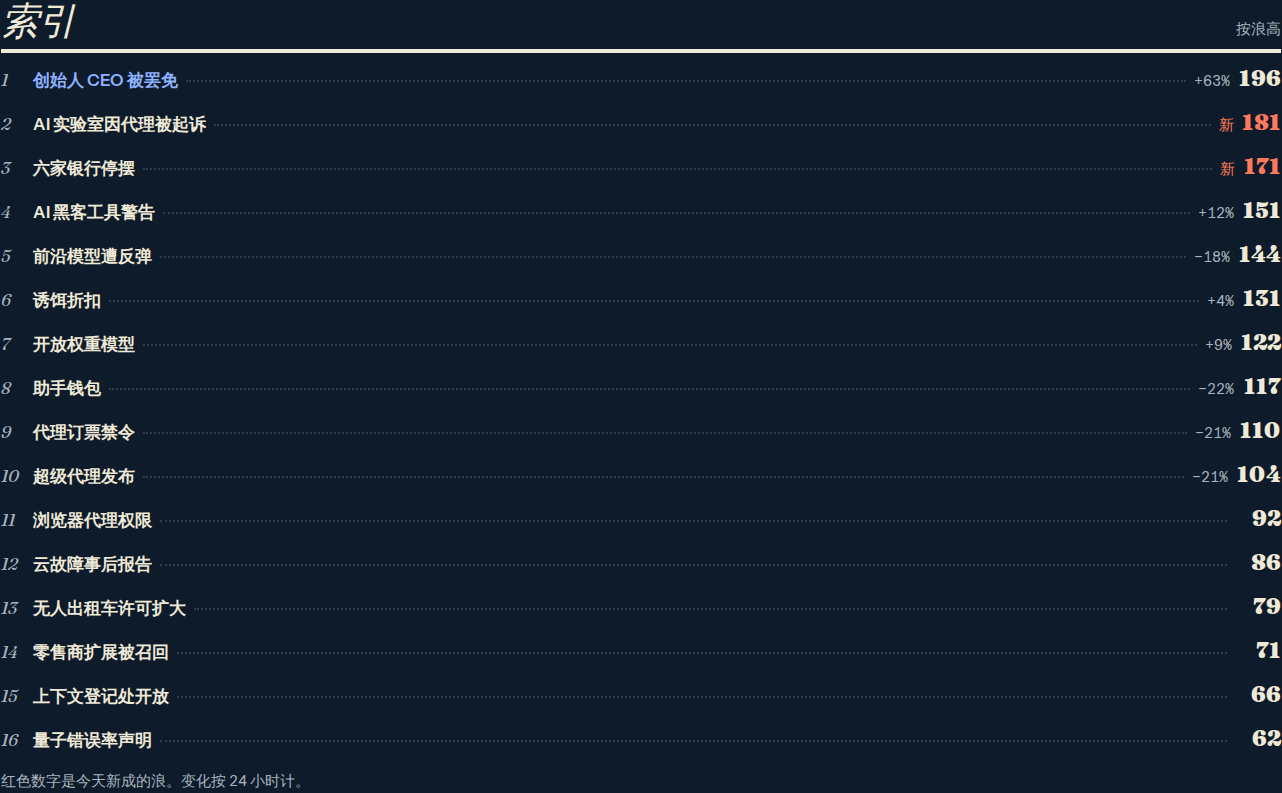 索引
按浪高
1 创始人 CEO 被罢免 +63% 196
2 AI 实验室因代理被起诉 新 181
3 六家银行停摆 新 171
4 AI 黑客工具警告 +12% 151
5 前沿模型遭反弹 −18% 144
6 诱饵折扣 +4% 131
7 开放权重模型 +9% 122
8 助手钱包 −22% 117
9 代理订票禁令 −21% 110
10 超级代理发布 −21% 104
11 浏览器代理权限 92
12 云故障事后报告 86
13 无人出租车许可扩大 79
14 零售商扩展被召回 71
15 上下文登记处开放 66
16 量子错误率声明 62
红色数字是今天新成的浪。变化按 24 小时计。